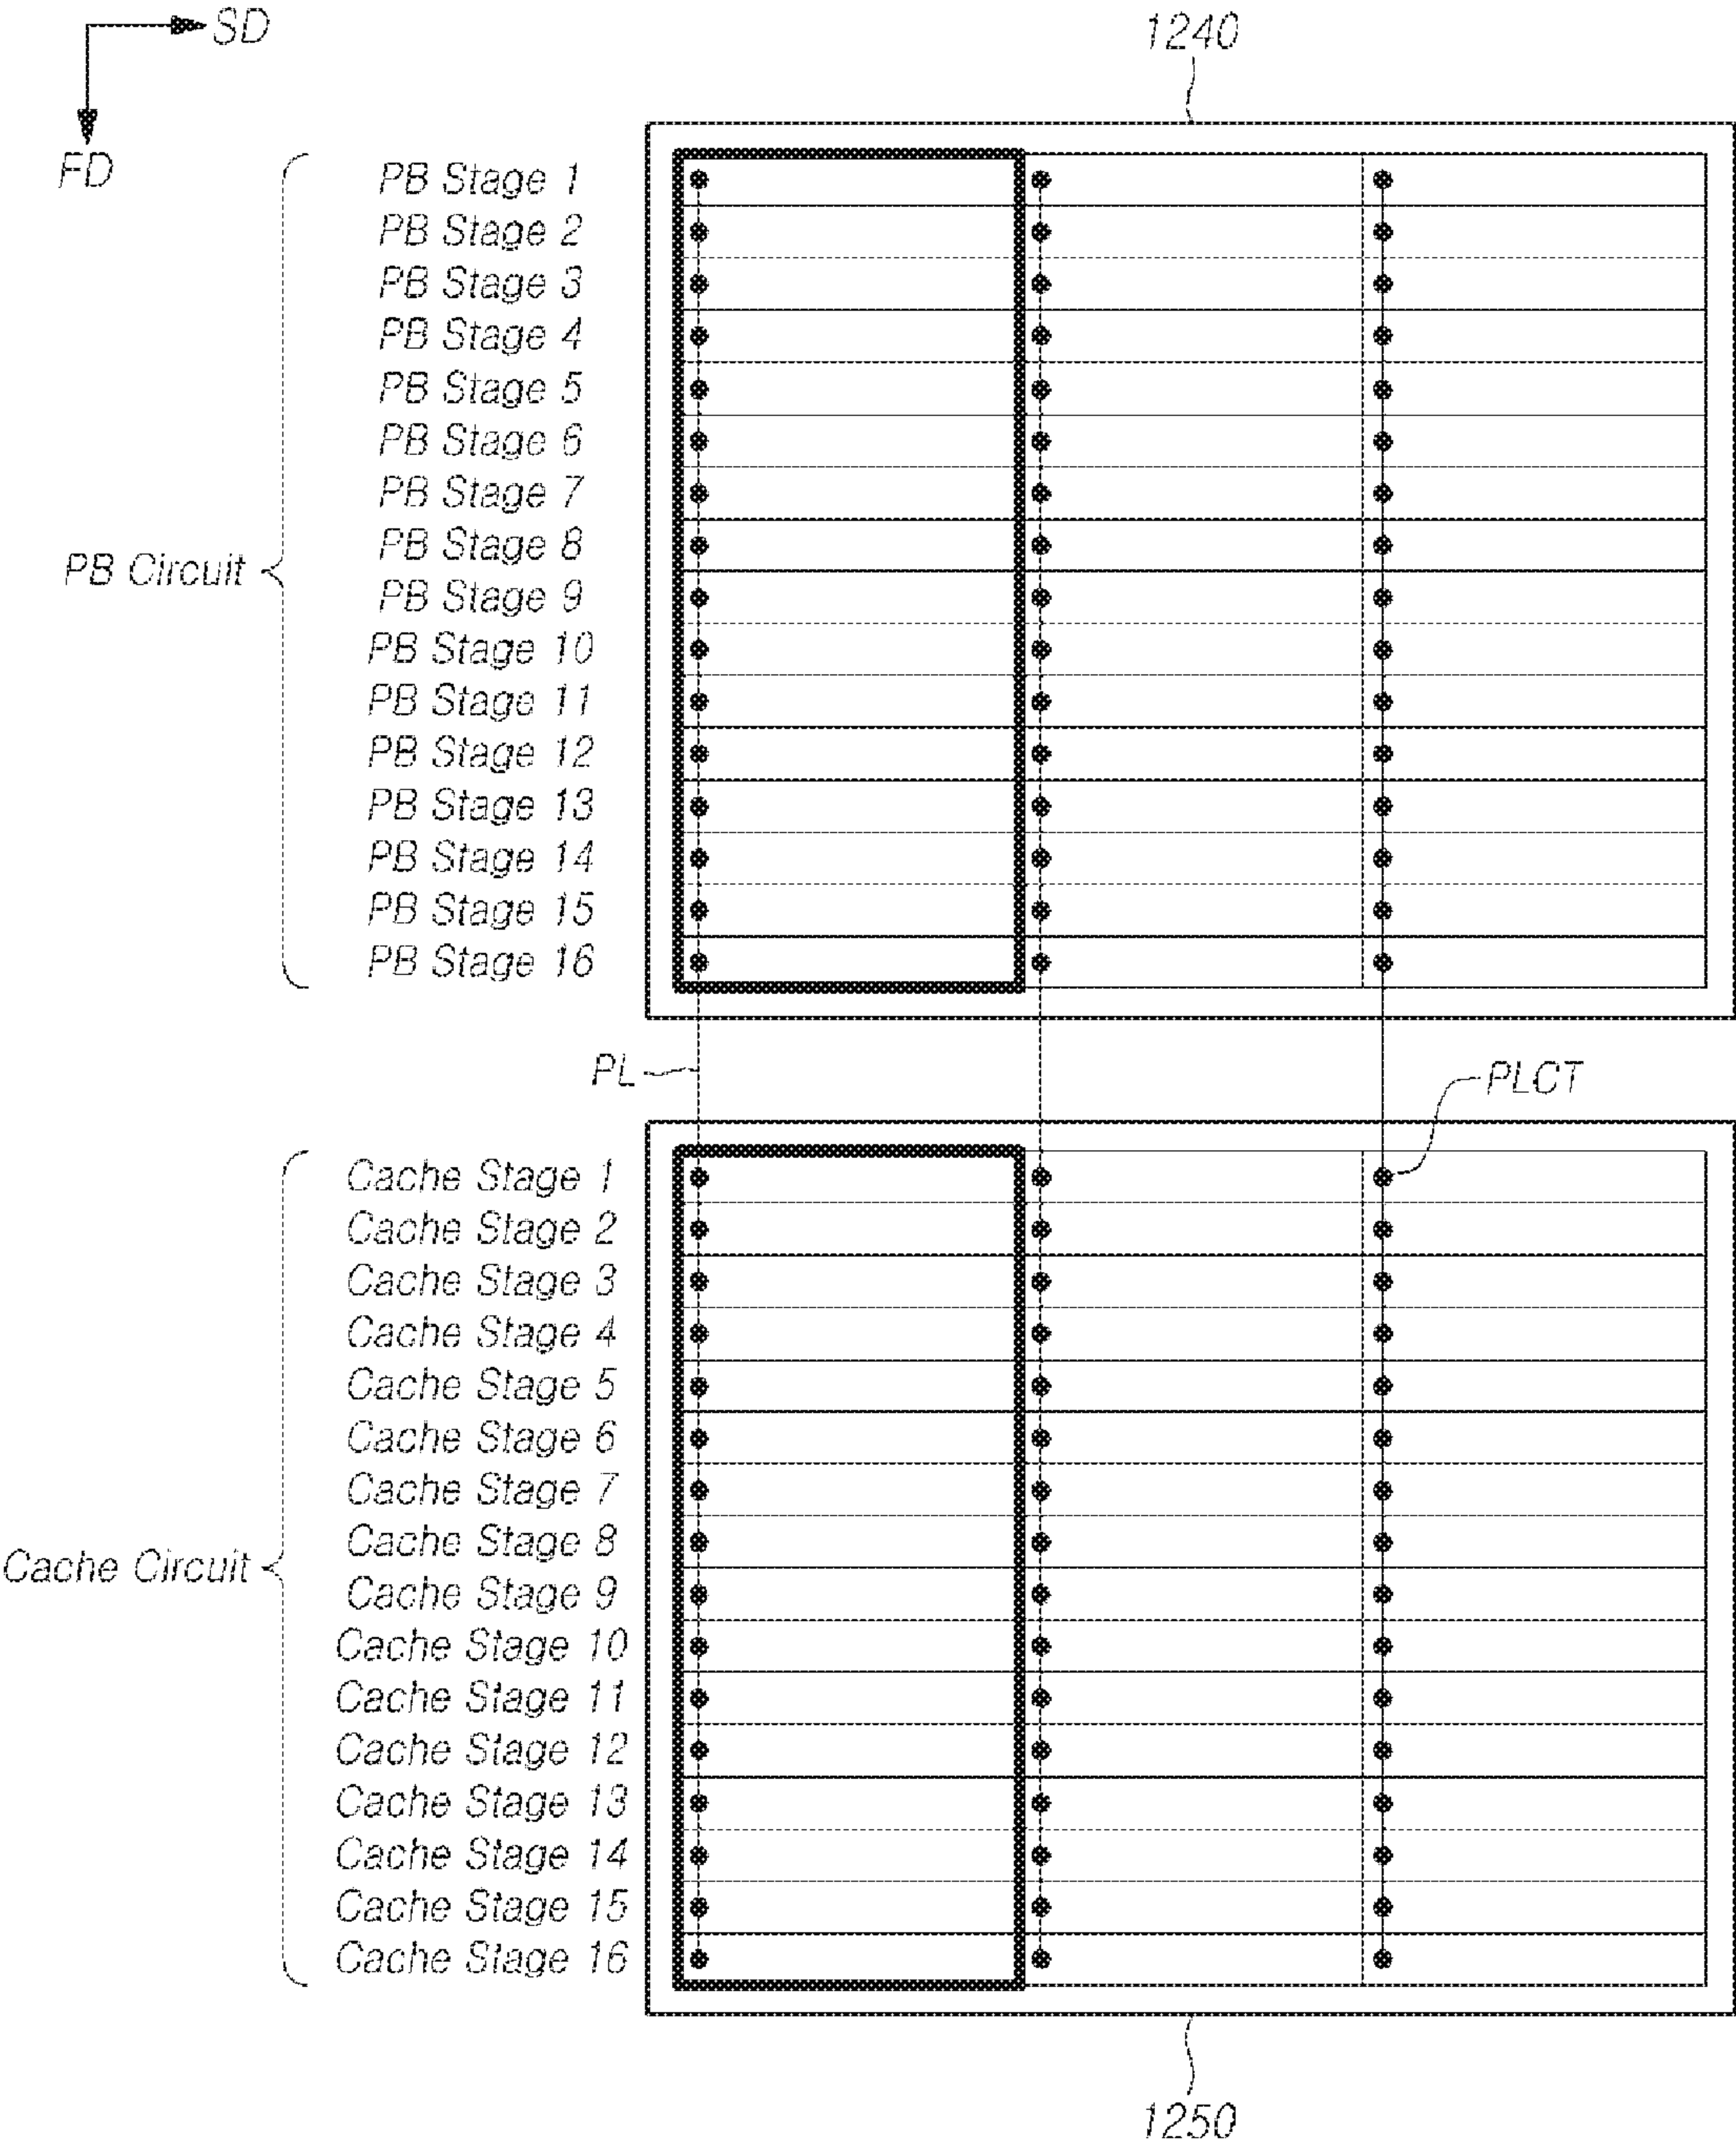 SD
1240
FD
PB Stage 1
PB Stage 2
PB Stage 3
PB Stage 4
PB Stage 5
PB Stage 6
PB Stage 7
PB Stage 8
PB Circuit
PB Stage 9
PB Stage 10
PB Stage 11
PB Stage 12
PB Stage 13
PB Stage 14
PB Stage 15
PB Stage 16
PL
PLCT
Cache Stage 1
Cache Stage 2
Cache Stage 3
Cache Stage 4
Cache Stage 5
Cache Stage 6
Cache Stage 7
Cache Stage 8
Cache Circuit
Cache Stage 9
Cache Stage 10
Cache Stage 11
Cache Stage 12
Cache Stage 13
Cache Stage 14
Cache Stage 15
Cache Stage 16
1250